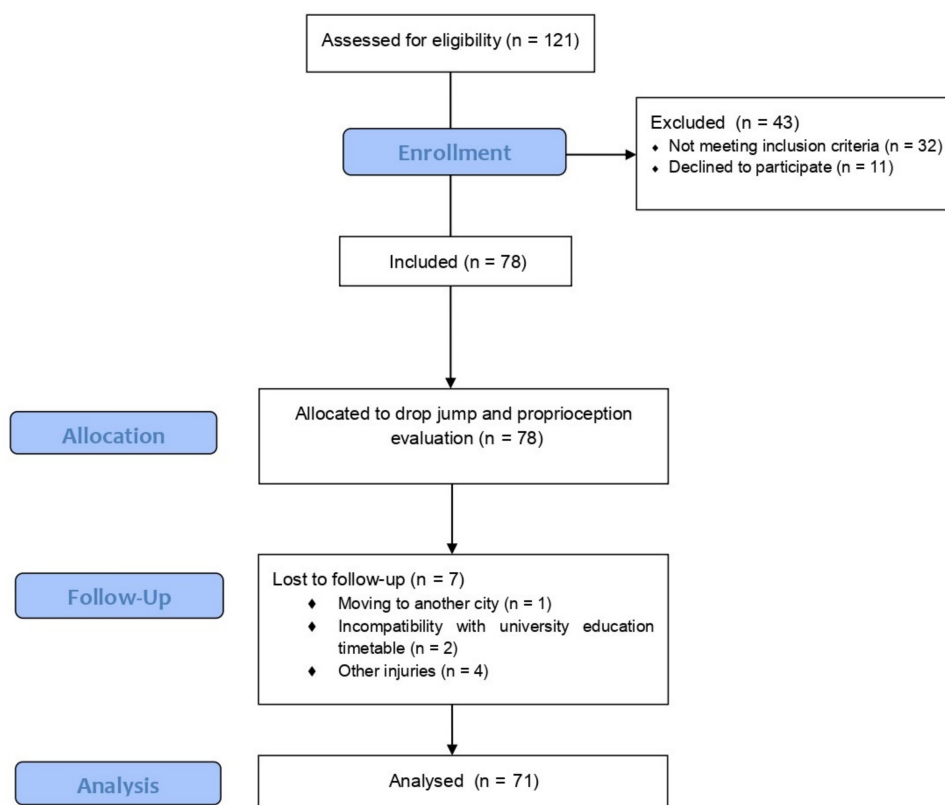 Assessed for eligibility (n = 121)
Enrollment
Excluded (n = 43)
⬧ Not meeting inclusion criteria (n = 32)
⬧ Declined to participate (n = 11)
Included (n = 78)
Allocation
Allocated to drop jump and proprioception
evaluation (n = 78)
Follow-Up
Lost to follow-up (n = 7)
♦ Moving to another city (n = 1)
♦ Incompatibility with university education
timetable (n = 2)
♦ Other injuries (n = 4)
Analysis
Analysed (n = 71)